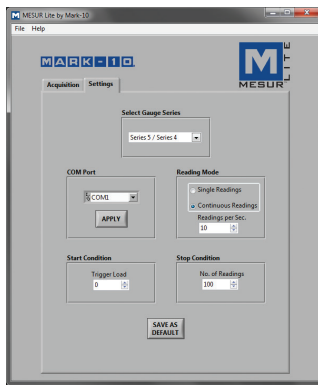 MESUR Lite by Mark-10
File Help
MARK-10
M
MESUR
LITE
Acquisition Settings
Select Gauge Series
Series 5 / Series 4
COM Port
COM1
APPLY
Reading Mode
Single Readings
Continuous Readings
Readings per Sec.
10
Start Condition
Trigger Load
0
Stop Condition
No. of Readings
100
SAVE AS
DEFAULT